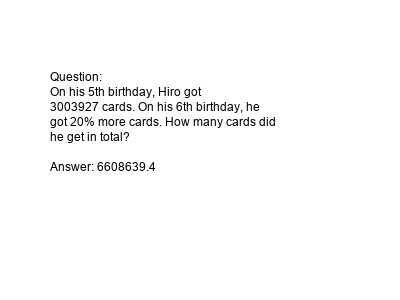 Question:
On his 5th birthday, Hiro got
3003927 cards. On his 6th birthday, he
got 20% more cards. How many cards did
he get in total?
Answer: 6608639.4